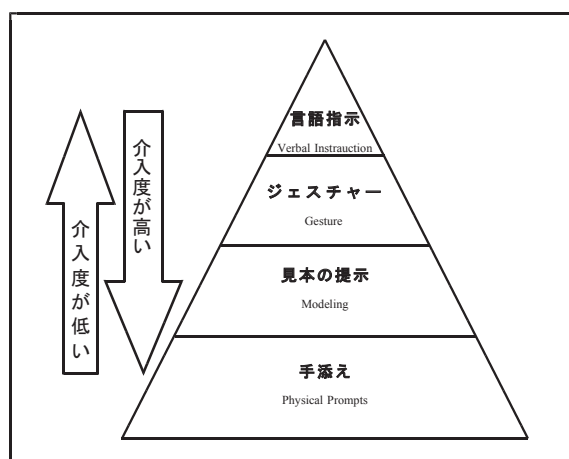 言語指示
Verbal Instrauction
ジェスチャー
Gesture
見本の提示
Modeling
手添え
Physical Prompts
介入度が低い
介入度が高い